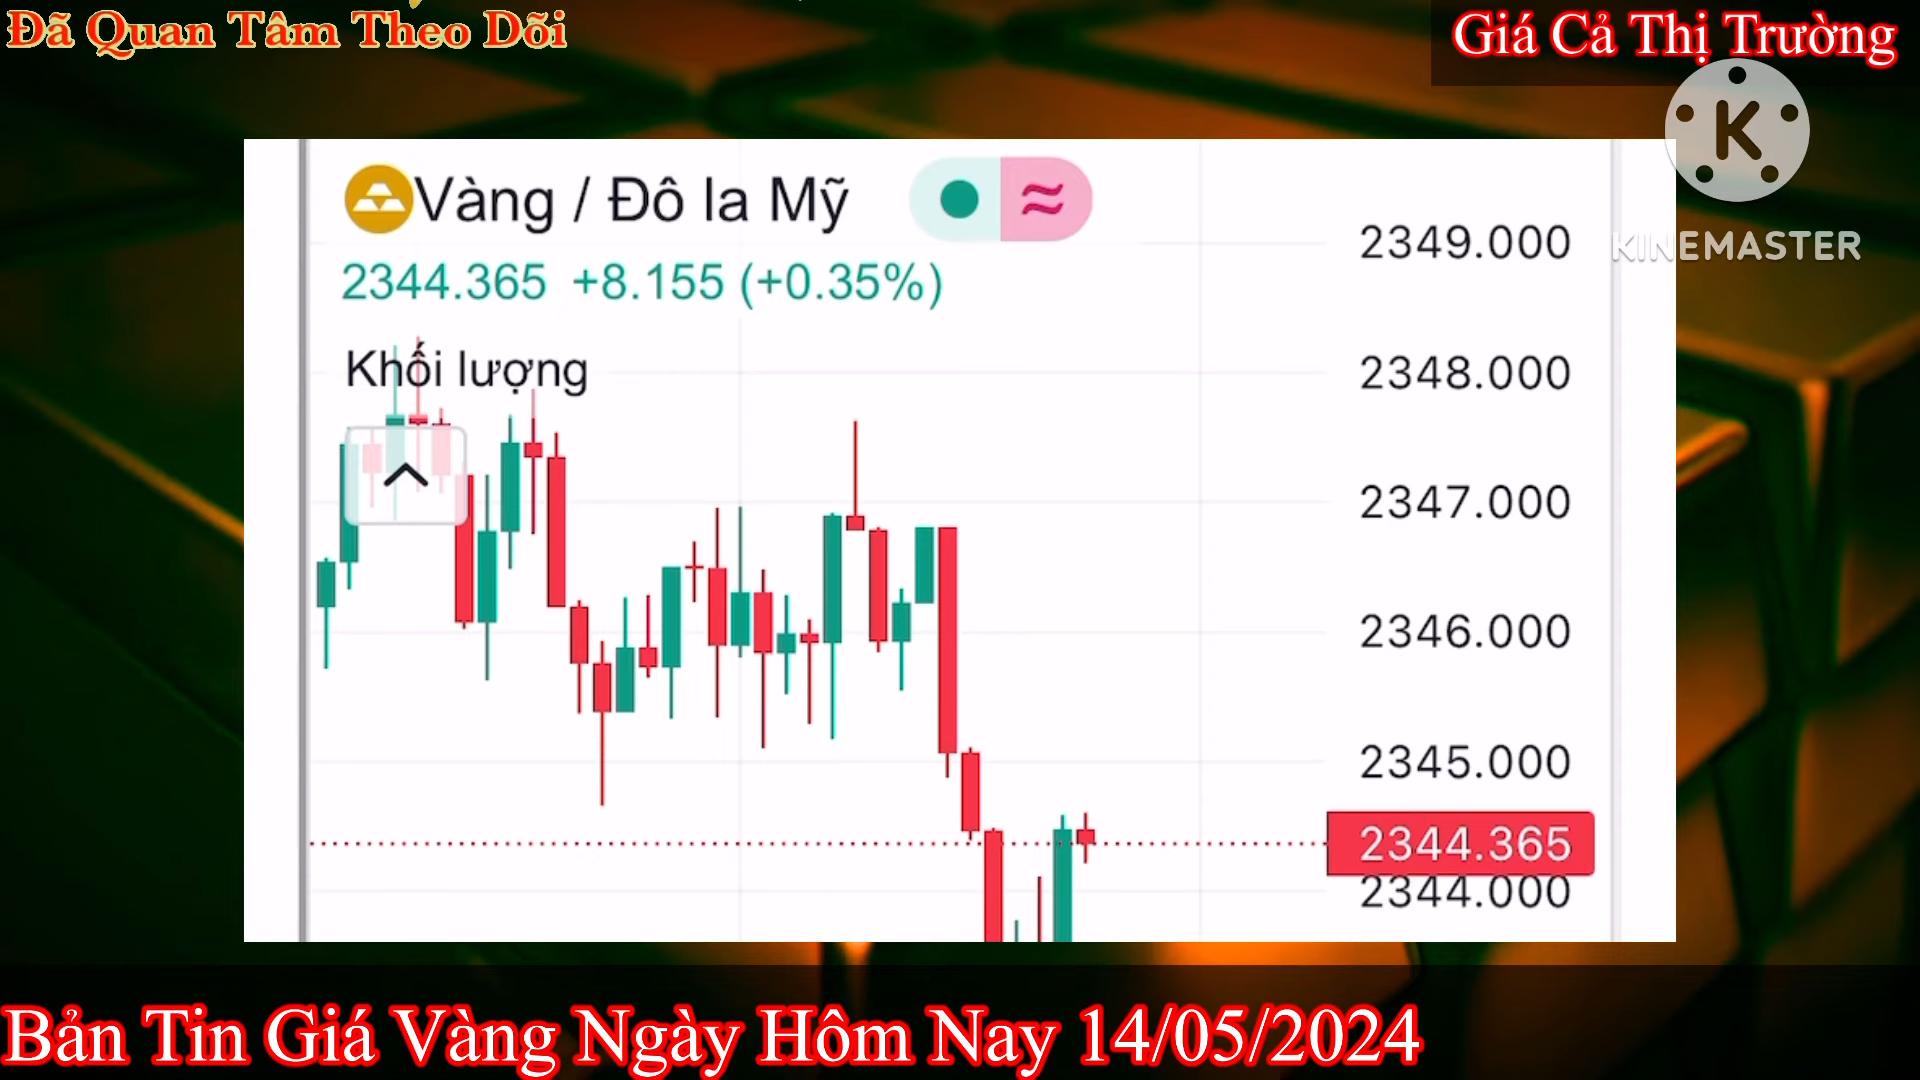 Đã Quan Tâm Theo Dõi
Giá Cả Thị Trường
K
KINEMASTER
Vàng / Đô la Mỹ
2344.365 +8.155 (+0.35%)
Khối lượng
2349.000
2348.000
2347.000
2346.000
2345.000
2344.365
2344.000
Bản Tin Giá Vàng Ngày Hôm Nay 14/05/2024